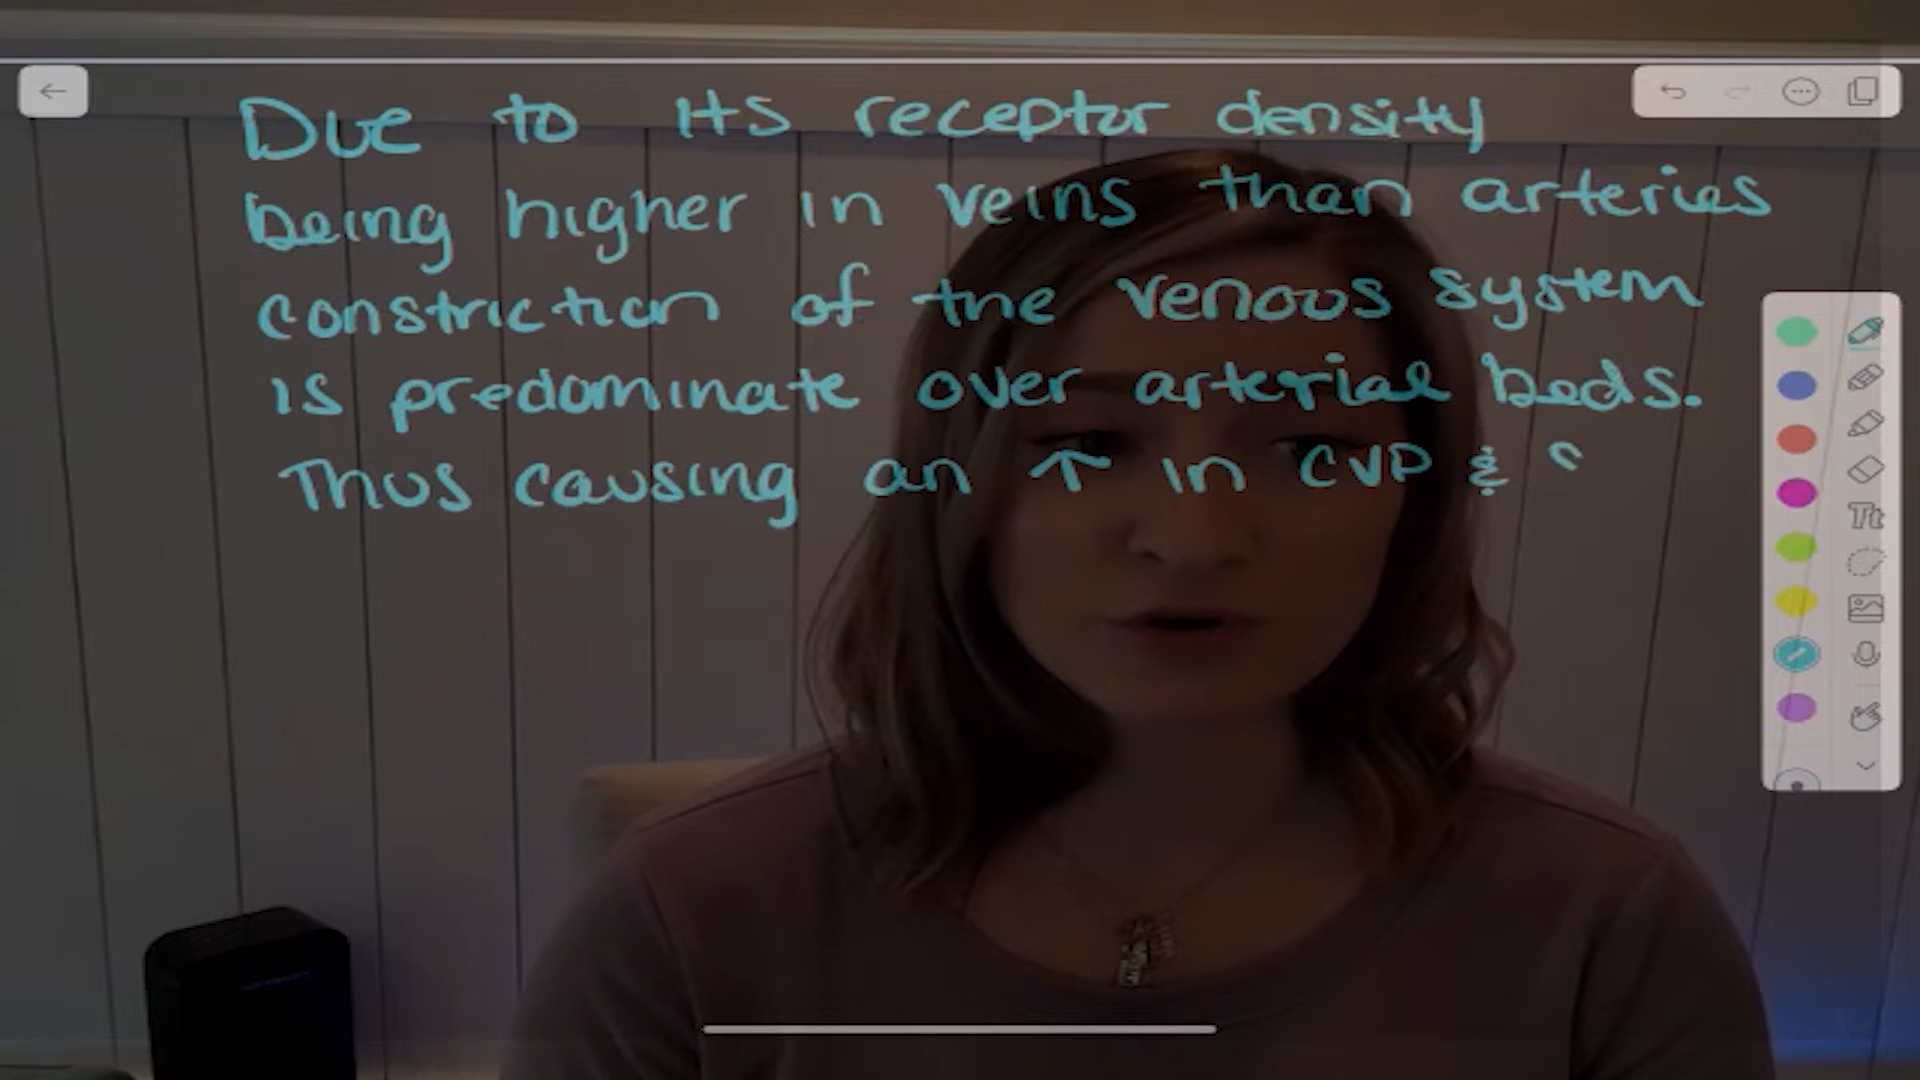 Due to its receptor density
being higher in veins than arteries
constriction of the venous system
is predominate over arterial beds.
Thus causing an ↑ in CVP &
Tt